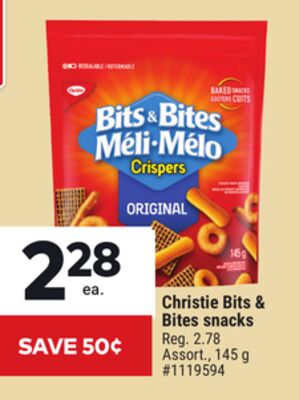 RESEALABLE / REFERMABLE
Christie
BAKED SNACKS
GOÛTERS CUITS
Bits & Bites
Méli-Mélo
Crispers
ORIGINAL
145 g
2.28
ea.
SAVE 50¢
Christie Bits &
Bites snacks
Reg. 2.78
Assort., 145 g
#1119594